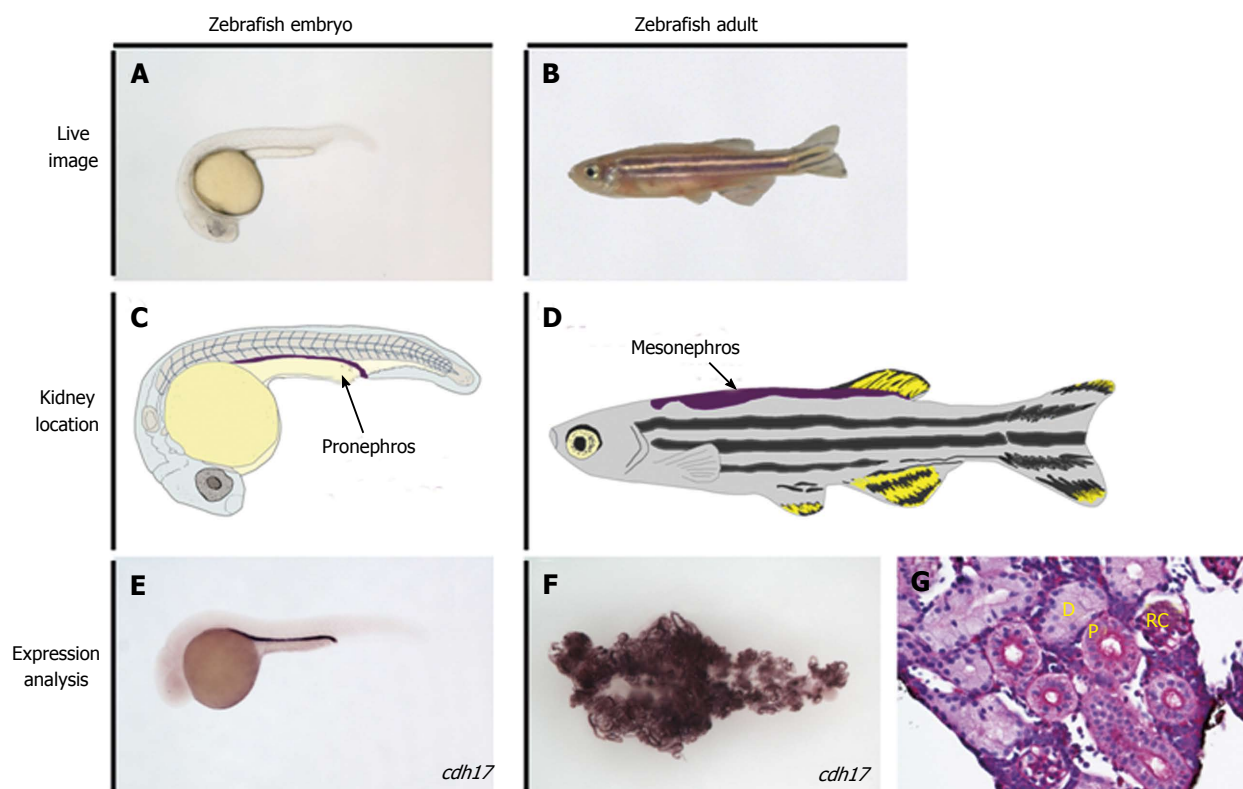 Zebrafish embryo
Zebrafish adult
A
B
Live
image
C
D
Mesonephros
Kidney
location
Pronephros
E
F
G
D
P
RC
Expression
analysis
cdh17
cdh17